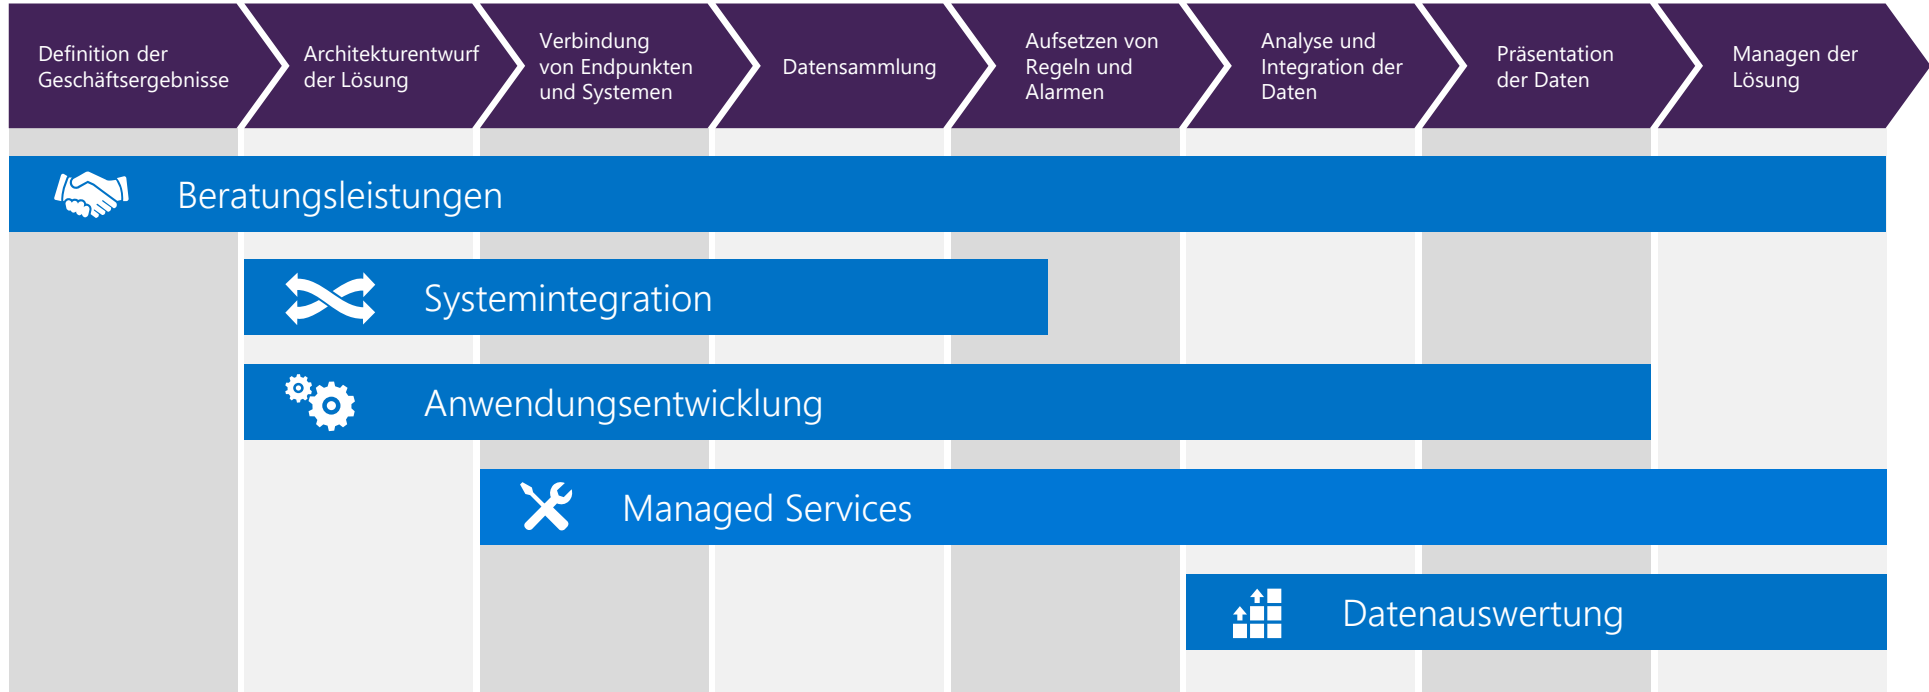 Definition der
Geschäftsergebnisse
Architekturentwurf
der Lösung
Verbindung
von Endpunkten
und Systemen
Datensammlung
Aufsetzen von
Regeln und
Alarmen
Analyse und
Integration der
Daten
Präsentation
der Daten
Managen der
Lösung
Beratungsleistungen
Systemintegration
Anwendungsentwicklung
Managed Services
Datenauswertung